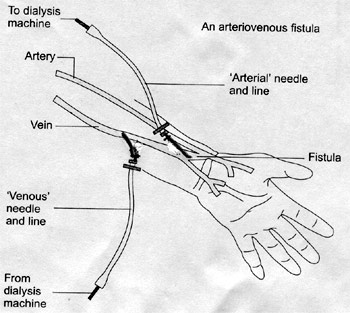 To dialysis
machine
An arteriovenous fistula
Artery
'Arterial' needle
and line
Vein
Fistula
'Venous'
needle
and line
From
dialysis
machine